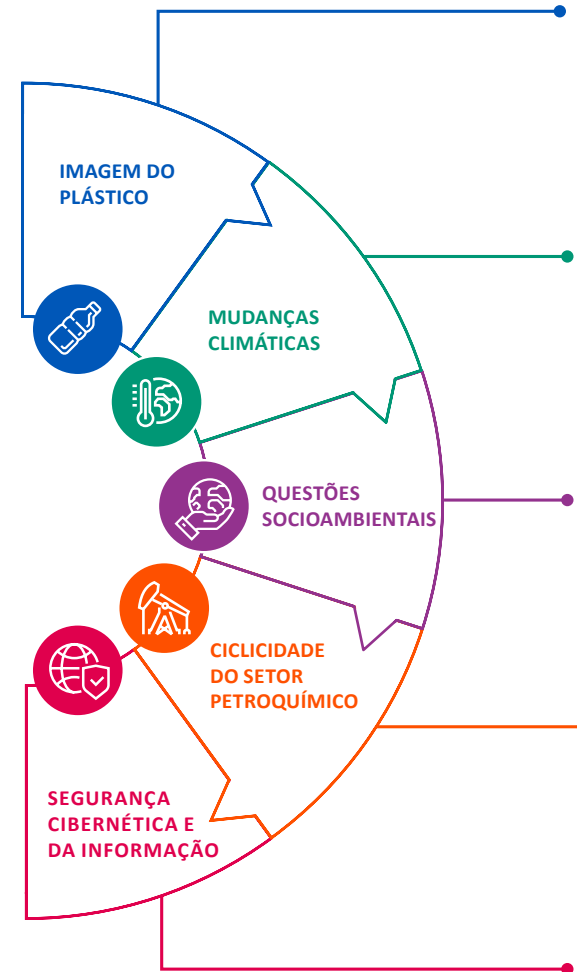 IMAGEM DO
PLÁSTICO
MUDANÇAS
CLIMÁTICAS
QUESTÕES
SOCIOAMBIENTAIS
CICLICIDADE
DO SETOR
PETROQUÍMICO
SEGURANÇA
CIBERNÉTICA E
DA INFORMAÇÃO